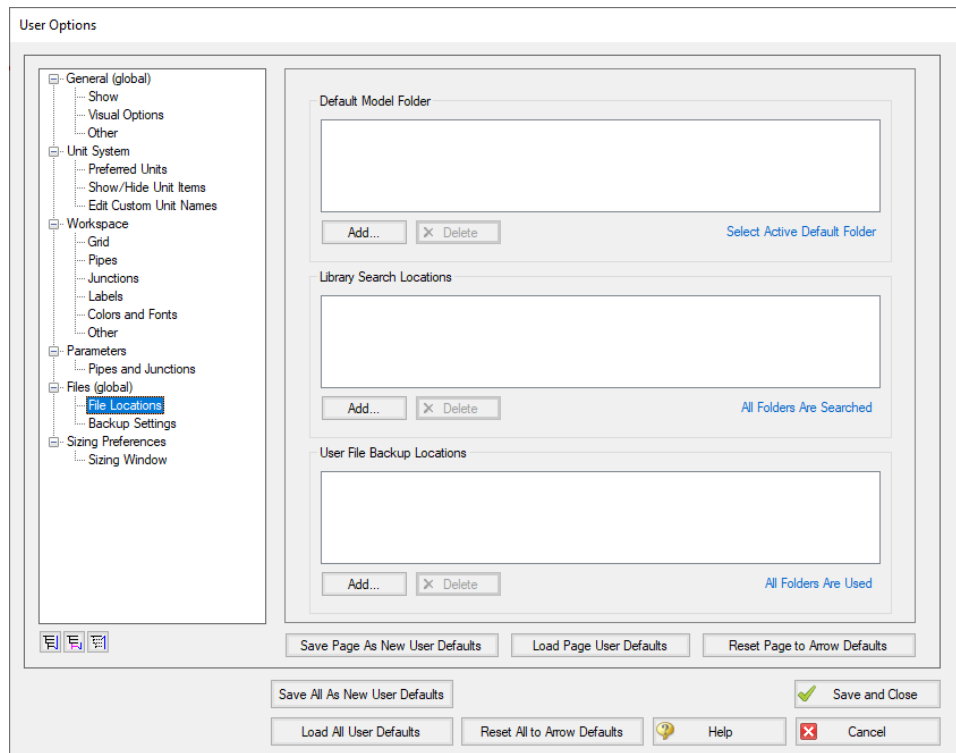 User Options
General (global)
Show
Visual Options
Other
Unit System
Preferred Units
Show/Hide Unit Items
Edit Custom Unit Names
Workspace
Grid
Pipes
Junctions
Labels
Colors and Fonts
Other
Parameters
Pipes and Junctions
Files (global)
File Locations
Backup Settings
Sizing Preferences
Sizing Window
Default Model Folder
Add... Delete Select Active Default Folder
Library Search Locations
Add... Delete All Folders Are Searched
User File Backup Locations
Add... Delete All Folders Are Used
Save Page As New User Defaults Load Page User Defaults Reset Page to Arrow Defaults
Save All As New User Defaults Save and Close
Load All User Defaults Reset All to Arrow Defaults Help Cancel